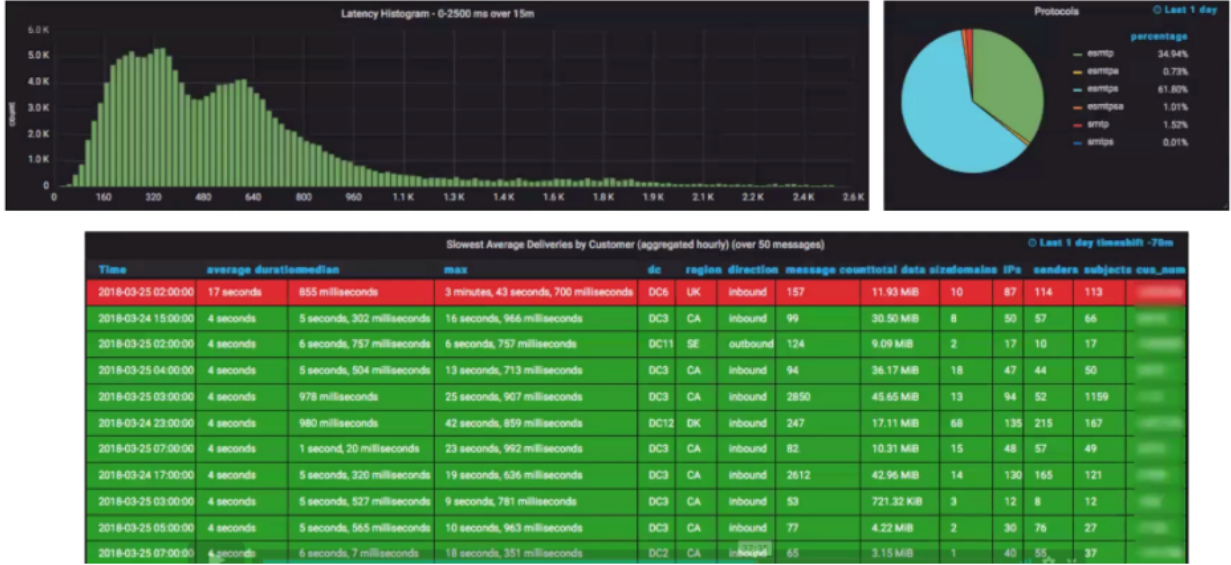 Latency Histogram - 0-2500 ms over 15m
6.0 K
5.0 K
4.0 K
3.0 K
2.0 K
1.0 K
0
count
0 160 320 480 640 800 960 1.1 K 1.3 K 1.4 K 1.6 K 1.8 K 1.9 K 2.1 K 2.2 K 2.4 K 2.6 K
Protocols
Last 1 day
percentage
esmtp 34.94%
esmtpa 0.73%
esmtps 61.80%
esmtpsa 1.01%
smtp 1.52%
smtps 0.01%
Slowest Average Deliveries by Customer (aggregated hourly) (over 50 messages)
Last 1 day timeshift -70m
Time average duration median max dc region direction message count total data size domains IPs senders subjects cus_num
2018-03-25 02:00:00 17 seconds 855 milliseconds 3 minutes, 43 seconds, 700 milliseconds DC6 UK inbound 157 11.93 MiB 10 87 114 113
2018-03-24 15:00:00 4 seconds 5 seconds, 302 milliseconds 16 seconds, 966 milliseconds DC3 CA inbound 99 30.50 MiB 8 50 57 66
2018-03-25 02:00:00 4 seconds 6 seconds, 757 milliseconds 6 seconds, 757 milliseconds DC11 SE outbound 124 9.09 MiB 2 17 10 17
2018-03-25 04:00:00 4 seconds 5 seconds, 504 milliseconds 13 seconds, 713 milliseconds DC3 CA inbound 94 36.17 MiB 18 47 44 50
2018-03-25 03:00:00 4 seconds 978 milliseconds 25 seconds, 907 milliseconds DC3 CA inbound 2850 45.65 MiB 13 94 52 1159
2018-03-24 23:00:00 4 seconds 980 milliseconds 42 seconds, 859 milliseconds DC12 DK inbound 247 17.11 MiB 68 135 215 167
2018-03-25 07:00:00 4 seconds 1 second, 20 milliseconds 23 seconds, 992 milliseconds DC3 CA inbound 82 10.31 MiB 15 48 57 49
2018-03-24 17:00:00 4 seconds 5 seconds, 320 milliseconds 19 seconds, 636 milliseconds DC3 CA inbound 2612 42.96 MiB 14 130 165 121
2018-03-25 03:00:00 4 seconds 5 seconds, 527 milliseconds 9 seconds, 781 milliseconds DC3 CA inbound 53 721.32 KiB 3 12 8 12
2018-03-25 05:00:00 4 seconds 5 seconds, 565 milliseconds 10 seconds, 963 milliseconds DC3 CA inbound 77 4.22 MiB 2 30 76 27
2018-03-25 07:00:00 4 seconds 6 seconds, 7 milliseconds 18 seconds, 351 milliseconds DC2 CA inbound 65 3.15 MiB 1 40 55 37